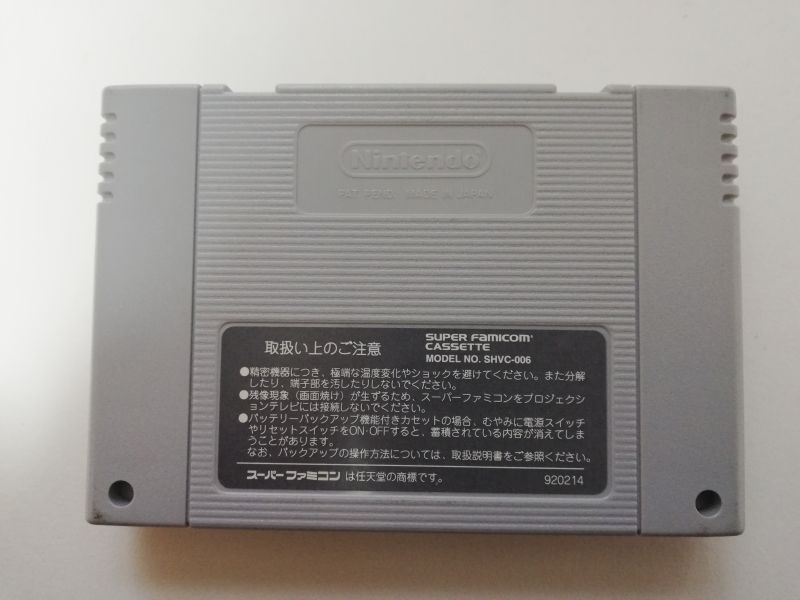 Nintendo
PAT. PEND. MADE IN JAPAN
取扱い上のご注意
SUPER FAMICOM
CASSETTE
MODEL NO. SHVC-006
●精密機器につき、極端な温度変化やショックを避けてください。また分解
したり、端子部を汚したりしないでください。
●残像現象（画面焼け）が生ずるため、スーパーファミコンをプロジェクシ
ョンテレビには接続しないでください。
●バッテリーバックアップ機能付きカセットの場合、むやみに電源スイッチ
やリセットスイッチをON・OFFすると、蓄積されている内容が消えてしま
うことがあります。
なお、バックアップの操作方法については、取扱説明書をご参照ください。
スーパーファミコン は任天堂の商標です。
920214